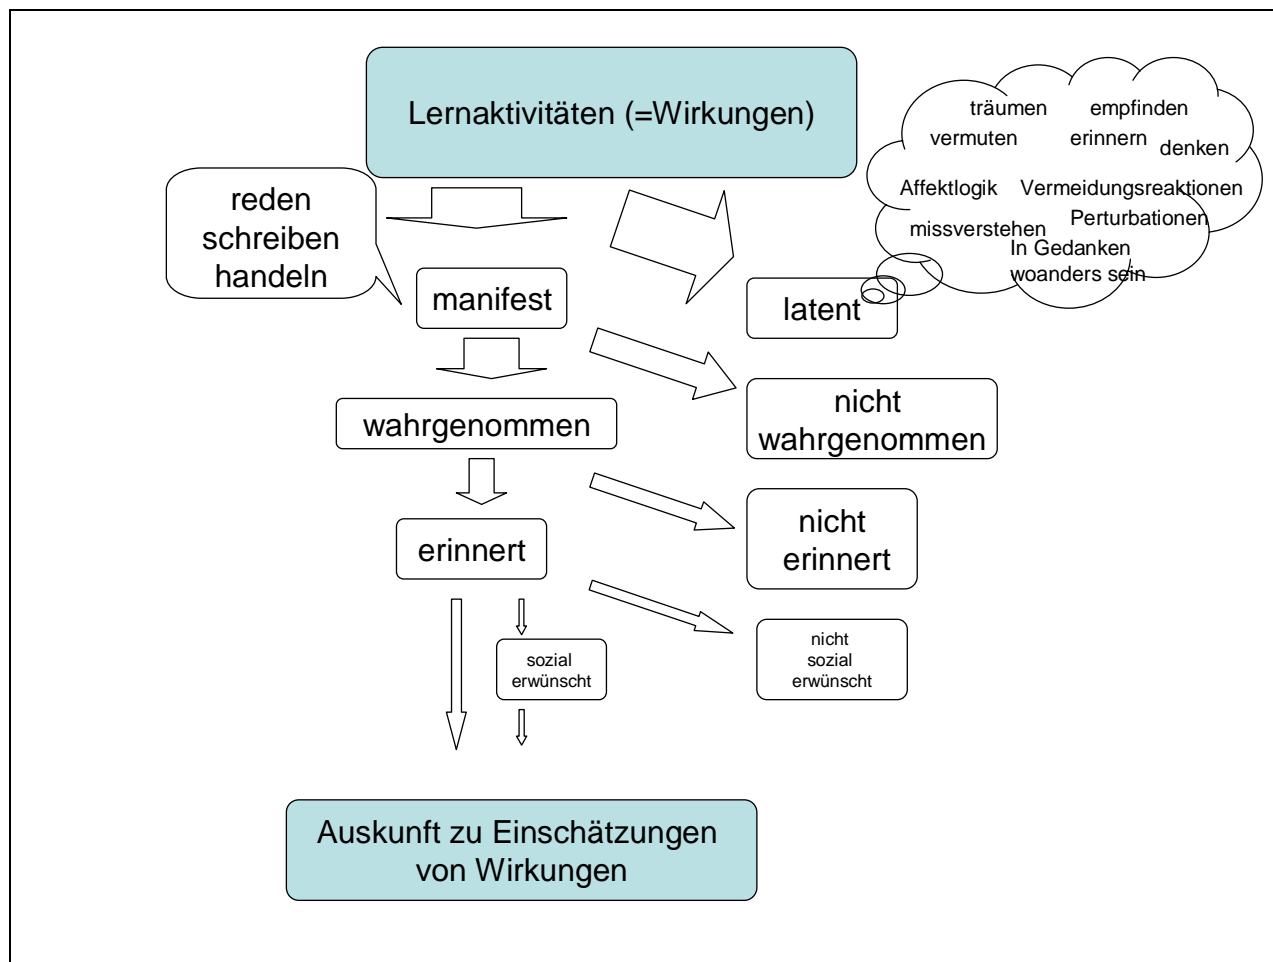 Lernaktivitäten (=Wirkungen)
träumen empfinden
vermuten erinnern denken
Affektlogik Vermeidungsreaktionen
missverstehen Perturbationen
In Gedanken
woanders sein
reden
schreiben
handeln
manifest
latent
wahrgenommen
nicht
wahrgenommen
erinnert
nicht
erinnert
sozial
erwünscht
nicht
sozial
erwünscht
Auskunft zu Einschätzungen
von Wirkungen